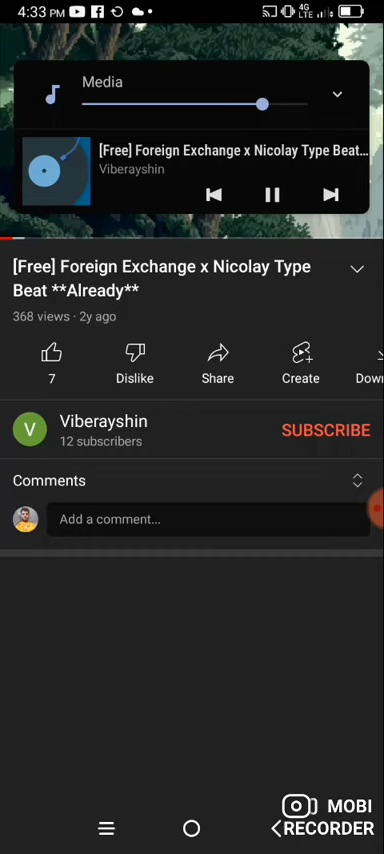 4:33 PM
4G
LTE
Media
[Free] Foreign Exchange x Nicolay Type Beat...
Viberayshin
[Free] Foreign Exchange x Nicolay Type
Beat **Already**
368 views · 2y ago
7
Dislike
Share
Create
Down
V
Viberayshin
12 subscribers
SUBSCRIBE
Comments
Add a comment...
MOBI
RECORDER